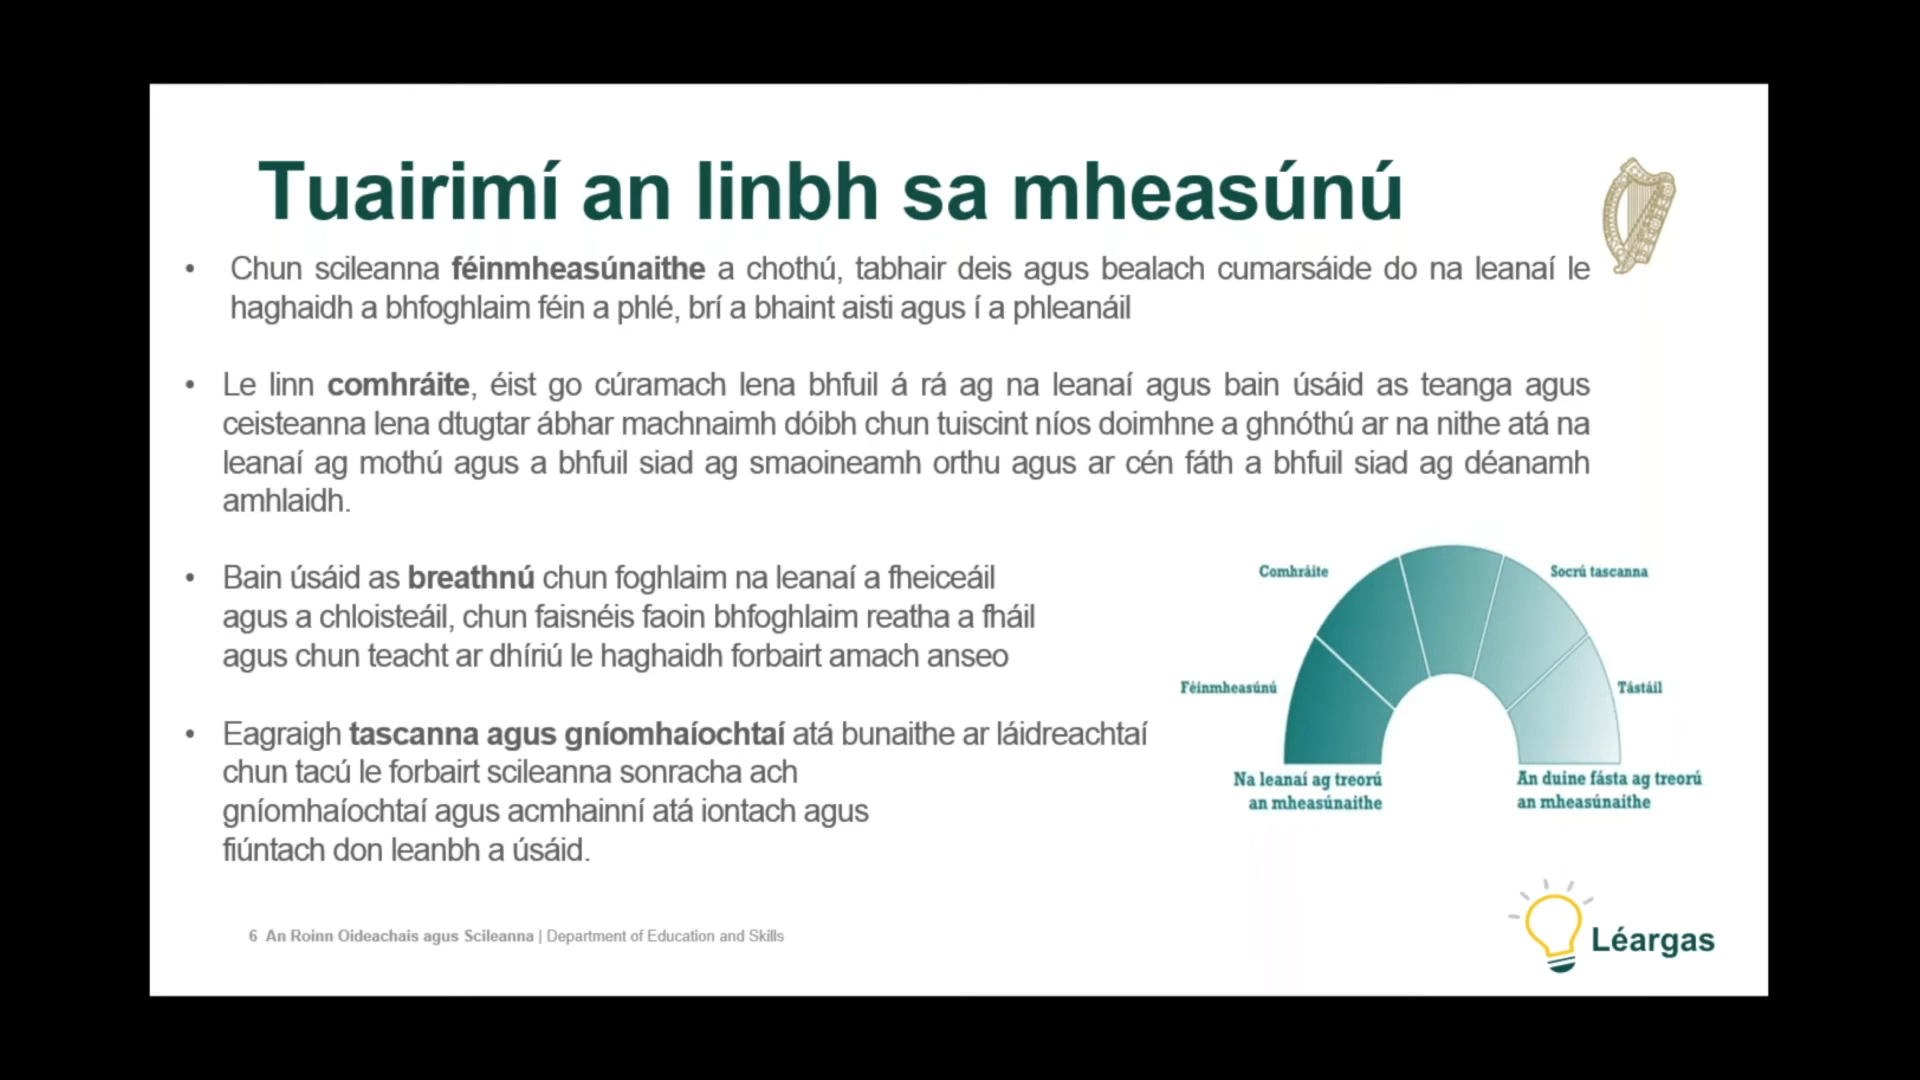 Tuairimí an linbh sa mheasúnú
• Chun scileanna féinmheasúnaithe a chothú, tabhair deis agus bealach cumarsáide do na leanaí le
haghaidh a bhfoghlaim féin a phlé, brí a bhaint aisti agus í a phleanáil
• Le linn comhráite, éist go cúramach lena bhfuil á rá ag na leanaí agus bain úsáid as teanga agus
ceisteanna lena dtugtar ábhar machnaimh dóibh chun tuiscint níos doimhne a ghnóthú ar na nithe atá na
leanaí ag mothú agus a bhfuil siad ag smaoineamh orthu agus ar cén fáth a bhfuil siad ag déanamh
amhlaidh.
• Bain úsáid as breathnú chun foghlaim na leanaí a fheiceáil
agus a chloisteáil, chun faisnéis faoin bhfoghlaim reatha a fháil
agus chun teacht ar dhíriú le haghaidh forbairt amach anseo
• Eagraigh tascanna agus gníomhaíochtaí atá bunaithe ar láidreachtaí
chun tacú le forbairt scileanna sonracha ach
gníomhaíochtaí agus acmhainní atá iontach agus
fiúntach don leanbh a úsáid.
Comhráite
Socrú tascanna
Féinmheasúnú
Tástáil
Na leanaí ag treorú
an mheasúnaithe
An duine fásta ag treorú
an mheasúnaithe
6 An Roinn Oideachais agus Scileanna | Department of Education and Skills
Léargas